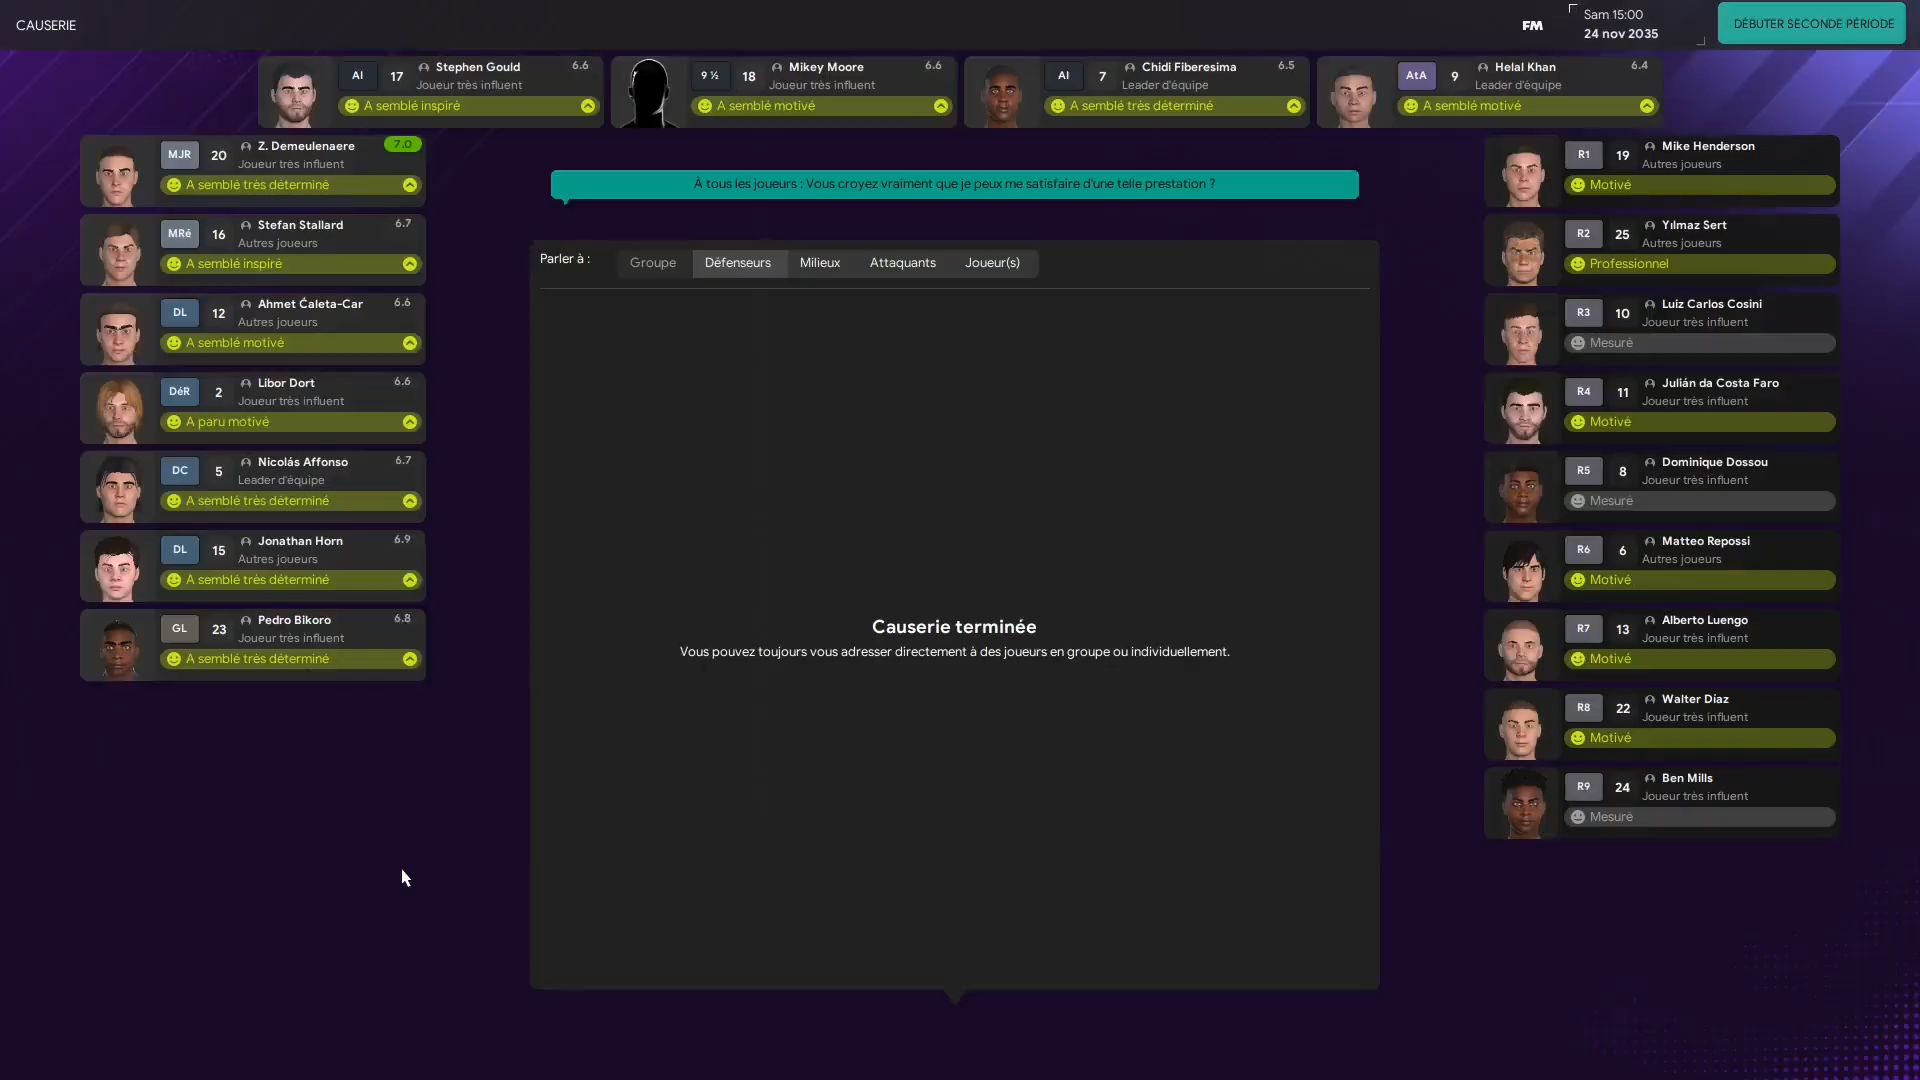 CAUSERIE
FM
Sam 15:00
24 nov 2035
DÉBUTER SECONDE PÉRIODE
AI 17 Stephen Gould 6.6
Joueur très influent
A semblé inspiré
9 ½ 18 Mikey Moore 6.6
Joueur très influent
A semblé motivé
AI 7 Chidi Fiberesima 6.5
Leader d'équipe
A semblé très déterminé
AtA 9 Helal Khan 6.4
Leader d'équipe
A semblé motivé
MJR 20 Z. Demeulenaere 7.0
Joueur très influent
A semblé très déterminé
MRé 16 Stefan Stallard 6.7
Autres joueurs
A semblé inspiré
DL 12 Ahmet Ćaleta-Car 6.6
Autres joueurs
A semblé motivé
DéR 2 Libor Dort 6.6
Joueur très influent
A paru motivé
DC 5 Nicolás Affonso 6.7
Leader d'équipe
A semblé très déterminé
DL 15 Jonathan Horn 6.9
Autres joueurs
A semblé très déterminé
GL 23 Pedro Bikoro 6.8
Joueur très influent
A semblé très déterminé
À tous les joueurs : Vous croyez vraiment que je peux me satisfaire d'une telle prestation ?
Parler à : Groupe Défenseurs Milieux Attaquants Joueur(s)
Causerie terminée
Vous pouvez toujours vous adresser directement à des joueurs en groupe ou individuellement.
R1 19 Mike Henderson
Autres joueurs
Motivé
R2 25 Yılmaz Sert
Autres joueurs
Professionnel
R3 10 Luiz Carlos Cosini
Joueur très influent
Mesuré
R4 11 Julián da Costa Faro
Joueur très influent
Motivé
R5 8 Dominique Dossou
Joueur très influent
Mesuré
R6 6 Matteo Repossi
Autres joueurs
Motivé
R7 13 Alberto Luengo
Joueur très influent
Motivé
R8 22 Walter Díaz
Joueur très influent
Motivé
R9 24 Ben Mills
Joueur très influent
Mesuré